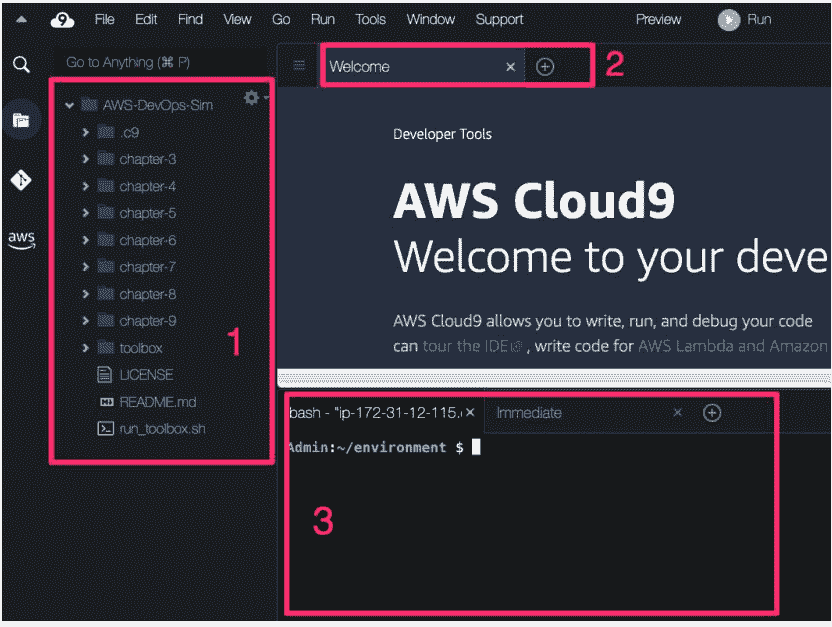 9 File Edit Find View Go Run Tools Window Support Preview Run
Go to Anything (⌘ P)
Welcome
2
AWS-DevOps-Sim
.c9
chapter-3
chapter-4
chapter-5
chapter-6
chapter-7
chapter-8
chapter-9
toolbox
LICENSE
README.md
run_toolbox.sh
1
aws
Developer Tools
AWS Cloud9
Welcome to your deve
AWS Cloud9 allows you to write, run, and debug your code
can tour the IDE , write code for AWS Lambda and Amazon
bash - "ip-172-31-12-115. Immediate
Admin:~/environment $
3